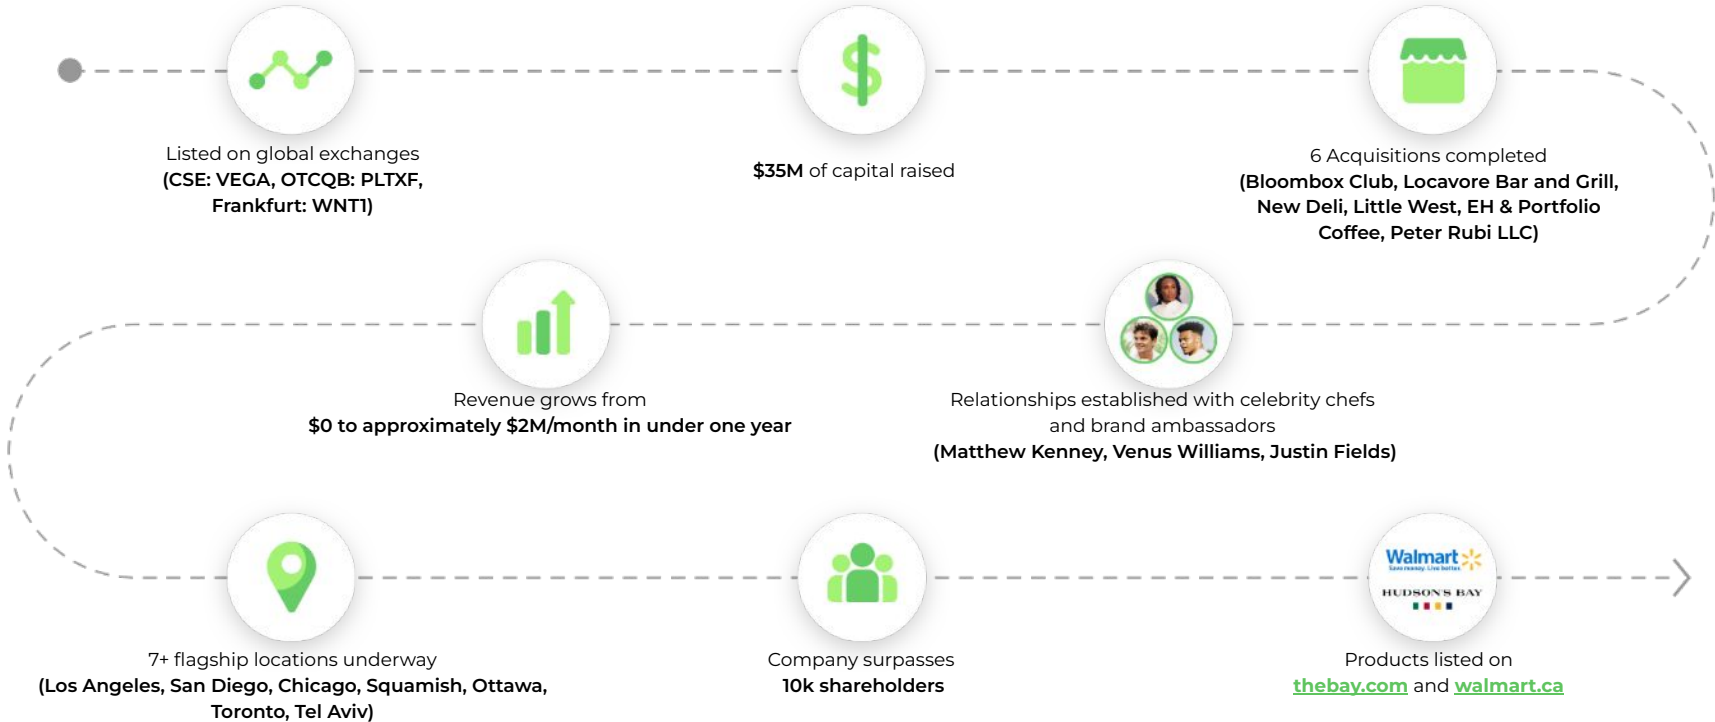 Listed on global exchanges
(CSE: VEGA, OTCQB: PLTXF,
Frankfurt: WNT1)
$35M of capital raised
6 Acquisitions completed
(Bloombox Club, Locavore Bar and Grill,
New Deli, Little West, EH & Portfolio
Coffee, Peter Rubi LLC)
Relationships established with celebrity chefs
and brand ambassadors
(Matthew Kenney, Venus Williams, Justin Fields)
Revenue grows from
$0 to approximately $2M/month in under one year
7+ flagship locations underway
(Los Angeles, San Diego, Chicago, Squamish, Ottawa,
Toronto, Tel Aviv)
Company surpasses
10k shareholders
Walmart
Save money. Live better.
HUDSON'S BAY
Products listed on
thebay.com and walmart.ca